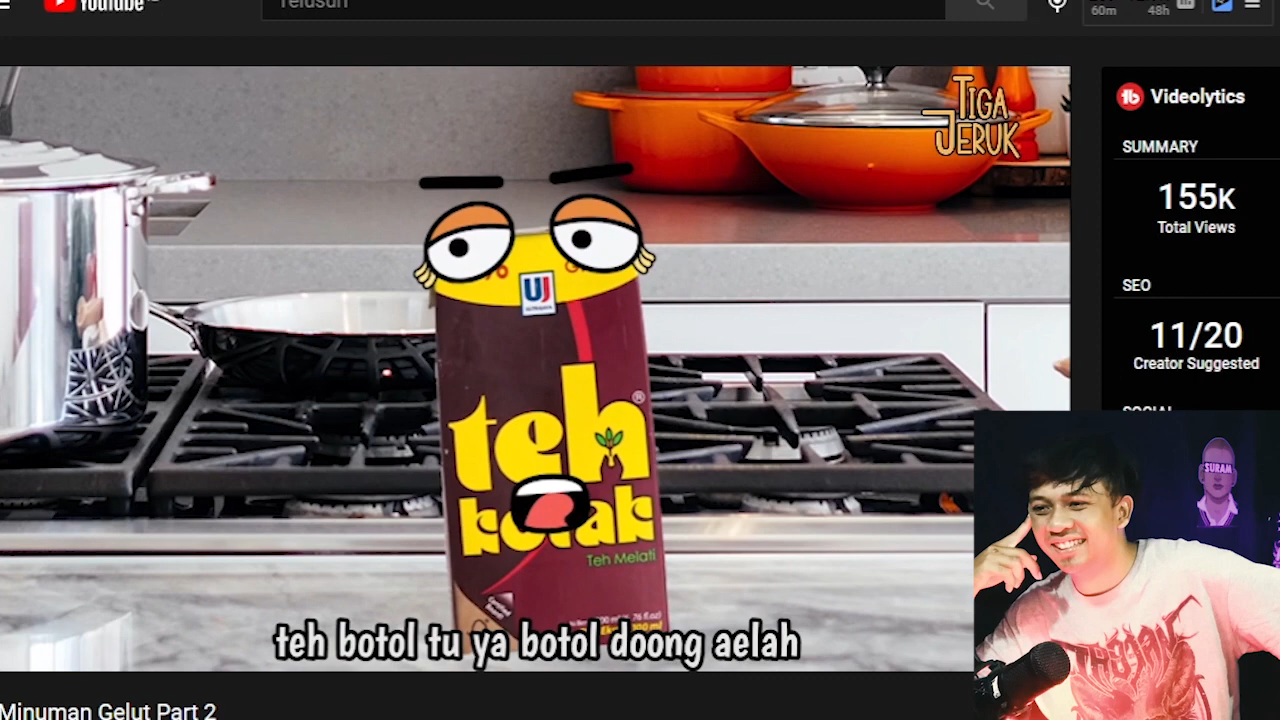 YouTube
Telusuri
60m
48h
TIGA
JERUK
Videolytics
SUMMARY
155K
Total Views
SEO
11/20
Creator Suggested
SOCIAL
UJ
teh
kotak
®
Teh Melati
SURAM
teh botol tu ya botol doong aelah
Minuman Gelut Part 2